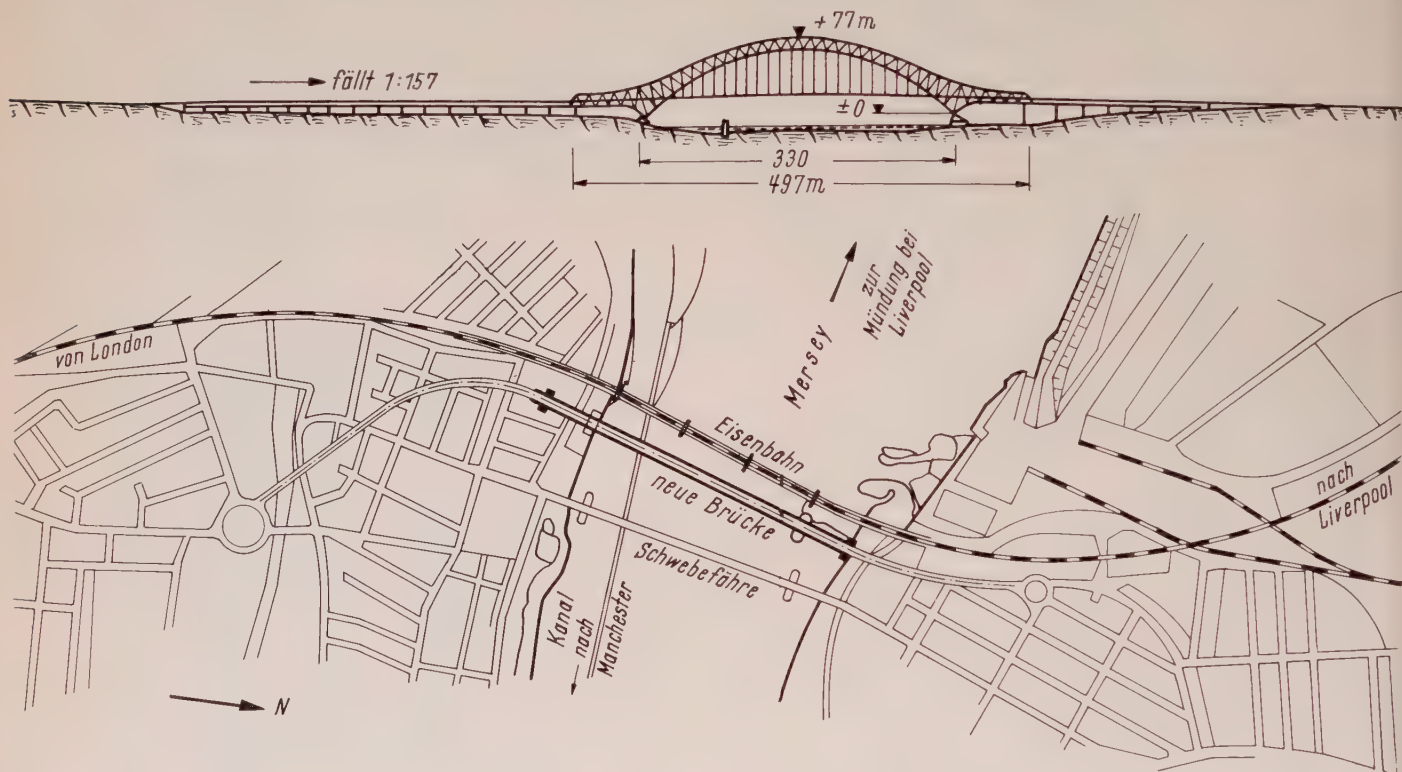 +77m
fällt 1:157
±0
330
497m
von London
Mersey
zur
Mündung bei
Liverpool
Eisenbahn
neue Brücke
Schwebefähre
nach
Liverpool
Kanal
nach
Manchester
N